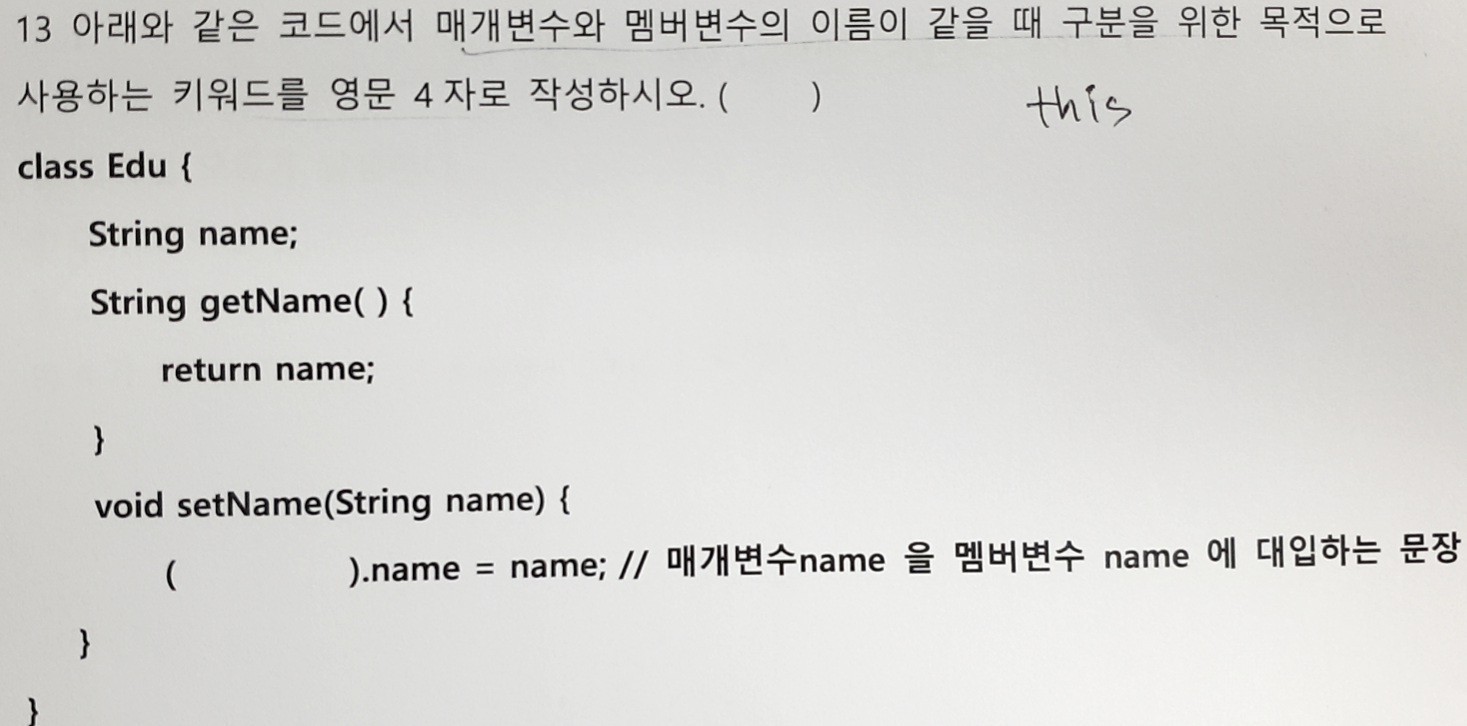 13 아래와 같은 코드에서 매개변수와 멤버변수의 이름이 같을 때 구분을 위한 목적으로
사용하는 키워드를 영문 4자로 작성하시오. (        )        this
class Edu {
String name;
String getName( ) {
return name;
}
void setName(String name) {
(            ).name = name; // 매개변수name 을 멤버변수 name 에 대입하는 문장
}
}